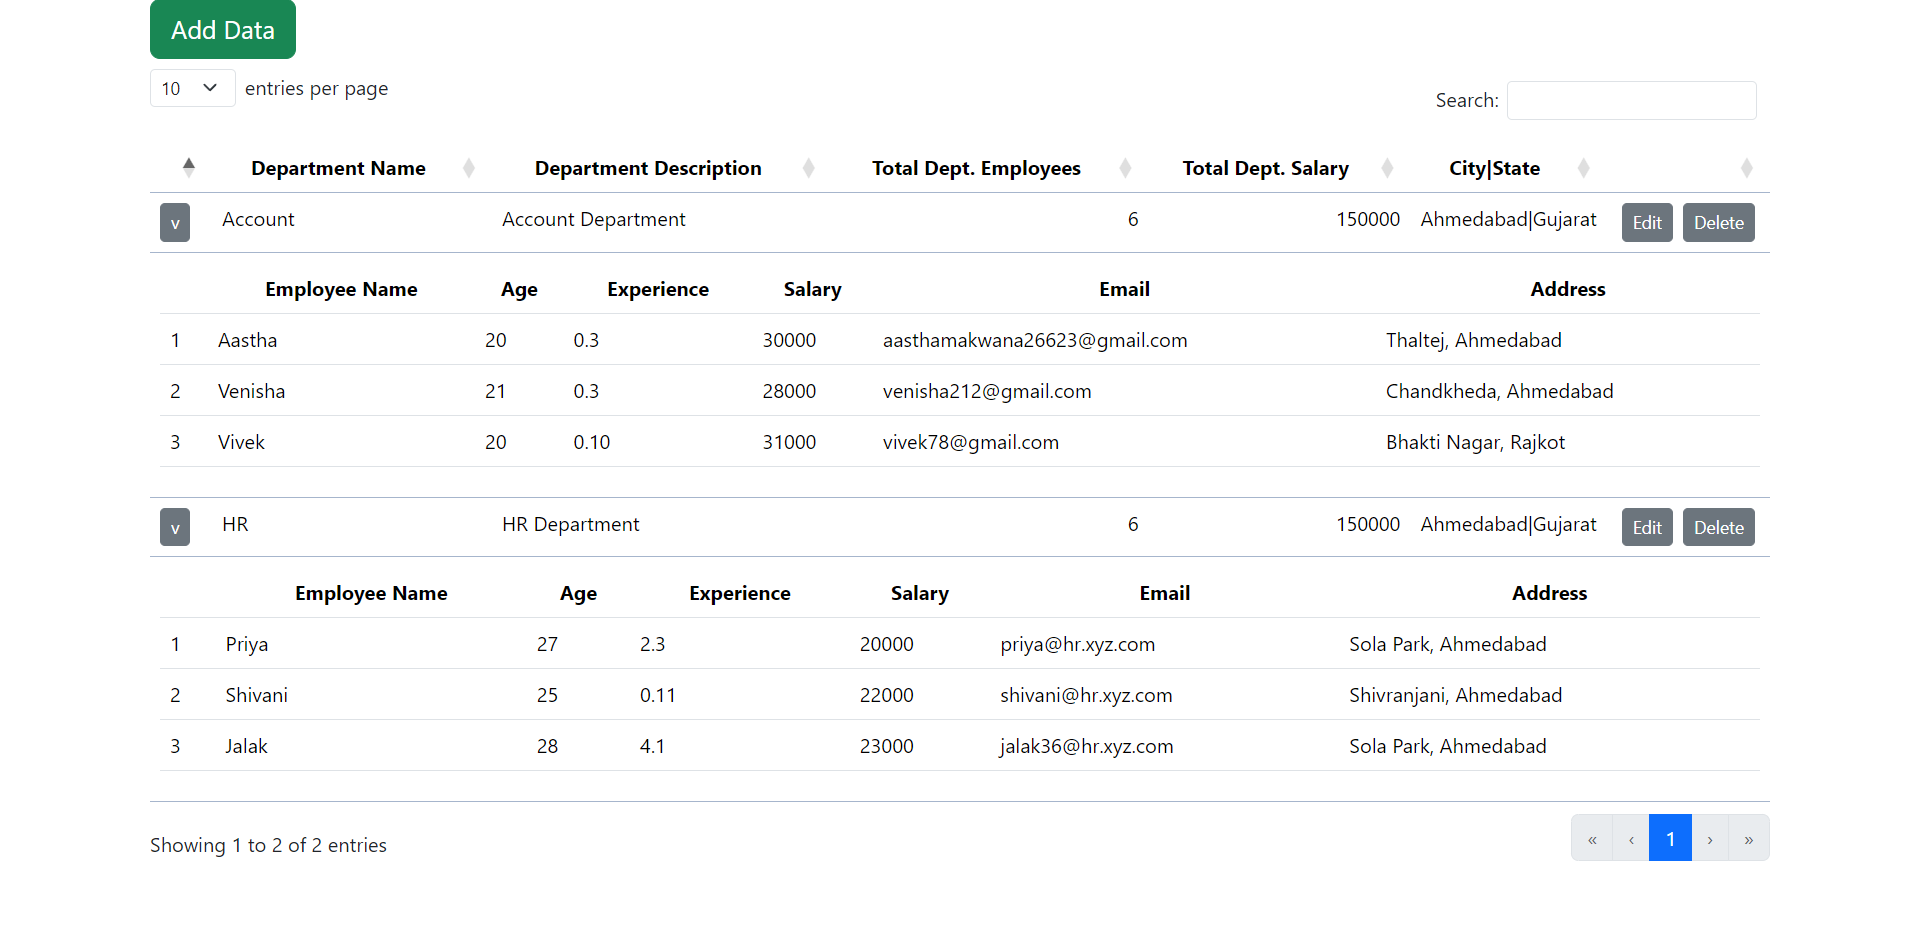 Add Data
10 entries per page
Search:
Department Name Department Description Total Dept. Employees Total Dept. Salary City|State
v Account Account Department 6 150000 Ahmedabad|Gujarat Edit Delete
Employee Name Age Experience Salary Email Address
1 Aastha 20 0.3 30000 aasthamakwana26623@gmail.com Thaltej, Ahmedabad
2 Venisha 21 0.3 28000 venisha212@gmail.com Chandkheda, Ahmedabad
3 Vivek 20 0.10 31000 vivek78@gmail.com Bhakti Nagar, Rajkot
v HR HR Department 6 150000 Ahmedabad|Gujarat Edit Delete
Employee Name Age Experience Salary Email Address
1 Priya 27 2.3 20000 priya@hr.xyz.com Sola Park, Ahmedabad
2 Shivani 25 0.11 22000 shivani@hr.xyz.com Shivranjani, Ahmedabad
3 Jalak 28 4.1 23000 jalak36@hr.xyz.com Sola Park, Ahmedabad
Showing 1 to 2 of 2 entries
« ‹ 1 › »